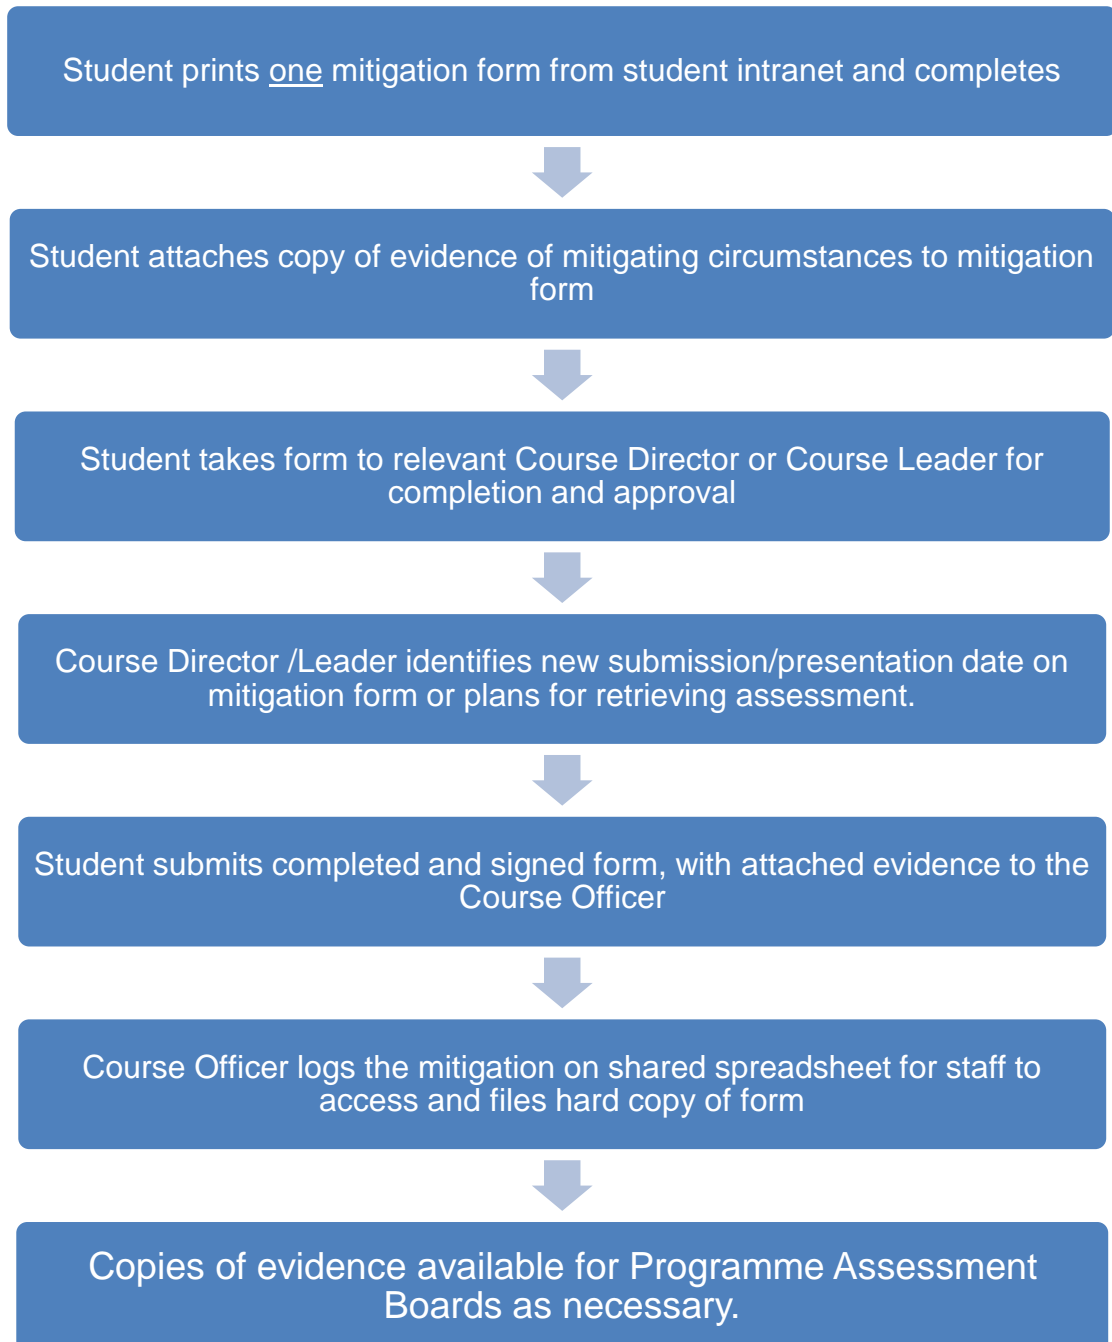 Student prints one mitigation form from student intranet and completes
Student attaches copy of evidence of mitigating circumstances to mitigation
form
Student takes form to relevant Course Director or Course Leader for
completion and approval
Course Director /Leader identifies new submission/presentation date on
mitigation form or plans for retrieving assessment.
Student submits completed and signed form, with attached evidence to the
Course Officer
Course Officer logs the mitigation on shared spreadsheet for staff to
access and files hard copy of form
Copies of evidence available for Programme Assessment
Boards as necessary.